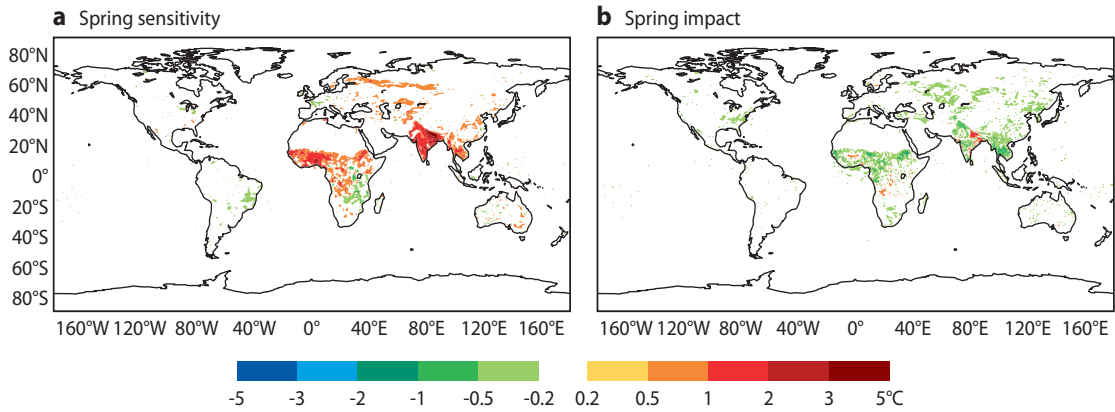 a Spring sensitivity
b Spring impact
80°N
60°N
40°N
20°N
0°
20°S
40°S
60°S
80°S
160°W 120°W 80°W 40°W 0° 40°E 80°E 120°E 160°E
160°W 120°W 80°W 40°W 0° 40°E 80°E 120°E 160°E
-5 -3 -2 -1 -0.5 -0.2 0.2 0.5 1 2 3 5°C